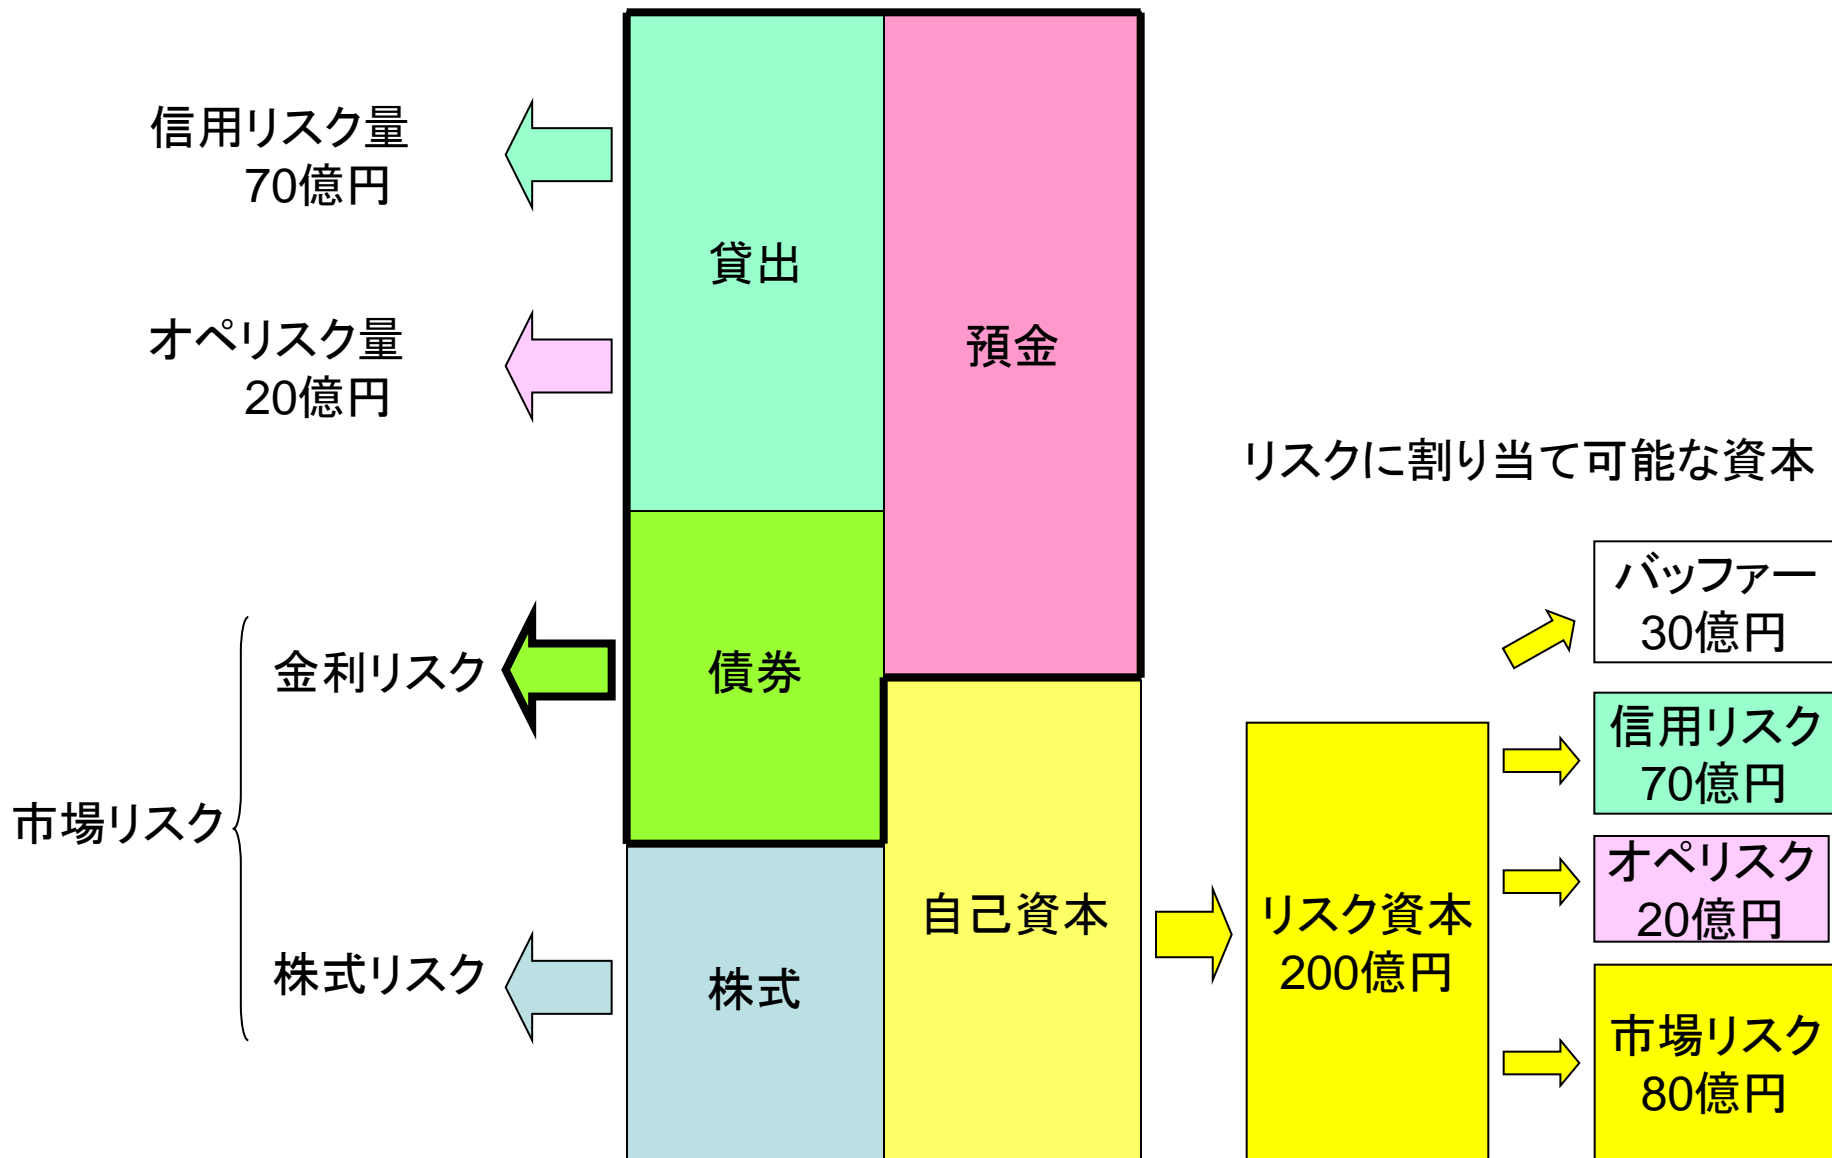 信用リスク量
70億円
オペリスク量
20億円
市場リスク
金利リスク
株式リスク
貸出
債券
株式
預金
自己資本
リスクに割り当て可能な資本
リスク資本
200億円
バッファー
30億円
信用リスク
70億円
オペリスク
20億円
市場リスク
80億円